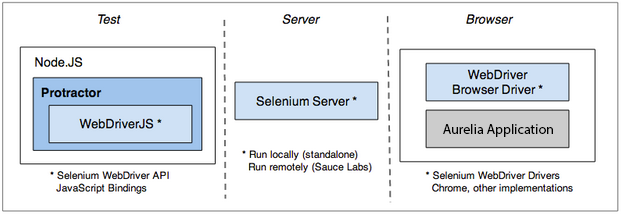 Test
Node.JS
Protractor
WebDriverJS *
* Selenium WebDriver API
JavaScript Bindings
Server
Selenium Server *
* Run locally (standalone)
Run remotely (Sauce Labs)
Browser
WebDriver
Browser Driver *
Aurelia Application
* Selenium WebDriver Drivers
Chrome, other implementations